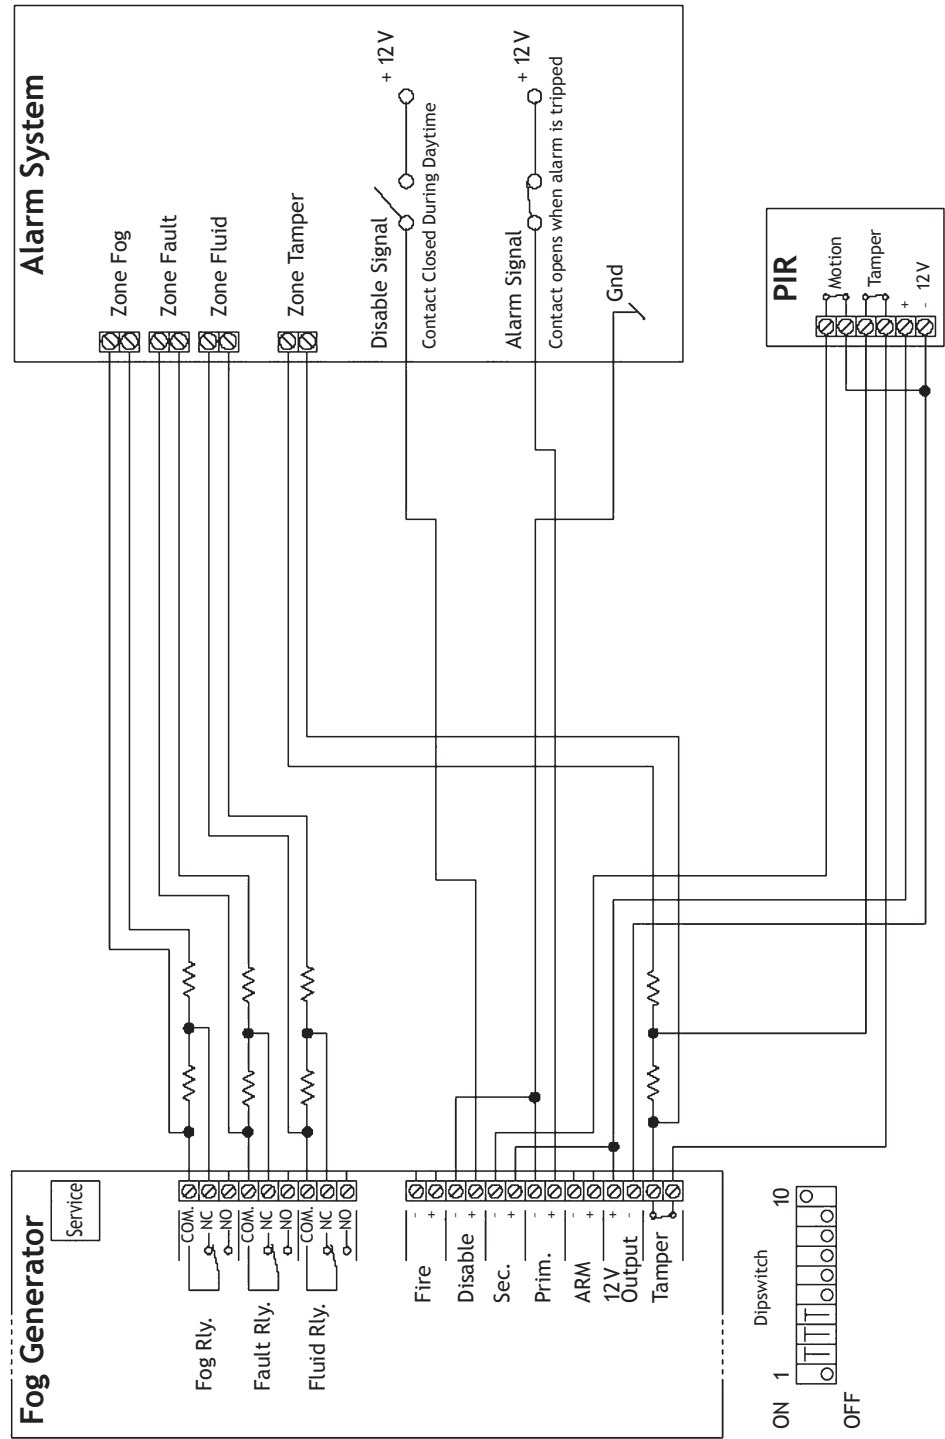 Alarm System
Zone Fog
Zone Fault
Zone Fluid
Zone Tamper
Disable Signal
+ 12 V
Contact Closed During Daytime
Alarm Signal
+ 12 V
Contact opens when alarm is tripped
Gnd
PIR
Motion
Tamper
+
- 12 V
Fog Generator
Service
Fog Rly.
COM.
NC
NO
Fault Rly.
COM.
NC
NO
Fluid Rly.
COM.
NC
NO
Fire
-
+
Disable
-
+
Sec.
-
+
Prim.
-
+
ARM
-
+
12 V
Output
+
-
Tamper
Dipswitch
ON 1 10
OFF